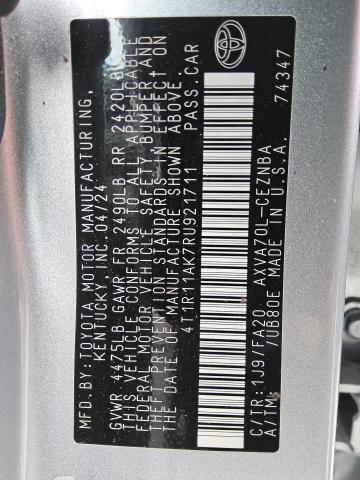 MFD.BY:TOYOTA MOTOR MANUFACTURING,
KENTUCKY, INC. 04/24
GVWR 4475LB GAWR FR 2490LB RR 2420LB
THIS VEHICLE CONFORMS TO ALL APPLICABLE
FEDERAL MOTOR VEHICLE SAFETY, BUMPER, AND
THEFT PREVENTION STANDARDS IN EFFECT ON
THE DATE OF MANUFACTURE SHOWN ABOVE.
4T1R11AK7RU921711 PASS.CAR
C/TR:1J9/FA20 AXVA70L-CEZNBA
A/TM: /UB80E MADE IN U.S.A. 74347